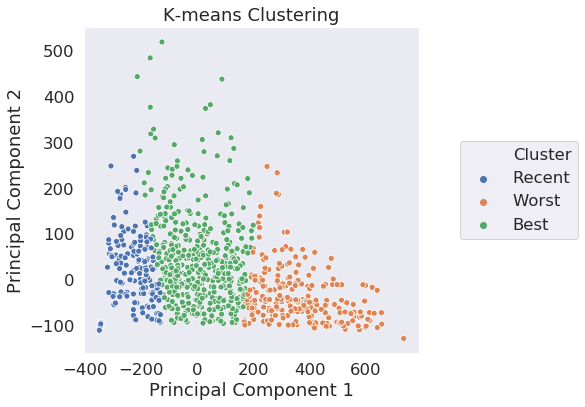 K-means Clustering
Principal Component 2
500
400
300
200
100
0
−100
−400 −200 0 200 400 600
Principal Component 1
Cluster
Recent
Worst
Best